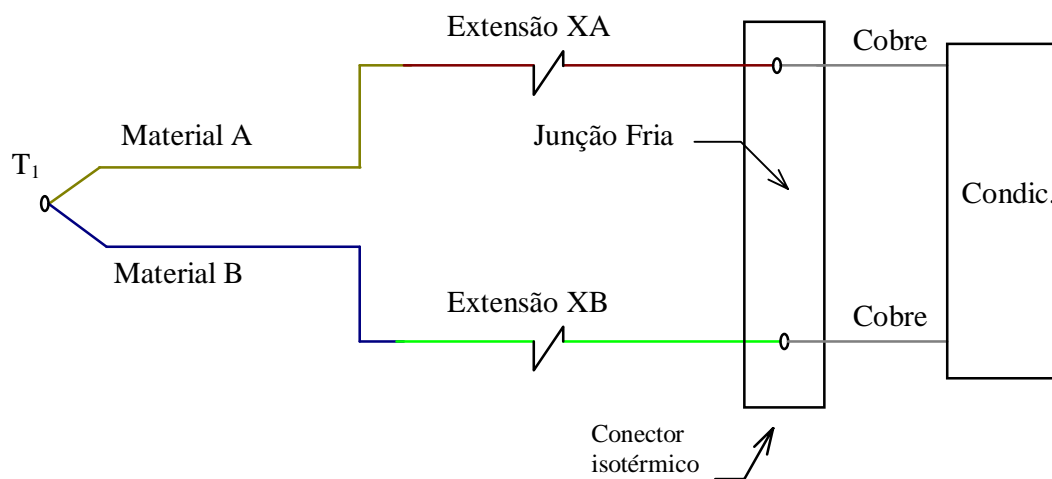 Extensão XA
Cobre
Material A
Junção Fria
T₁
Condic.
Material B
Extensão XB
Cobre
Conector
isotérmico